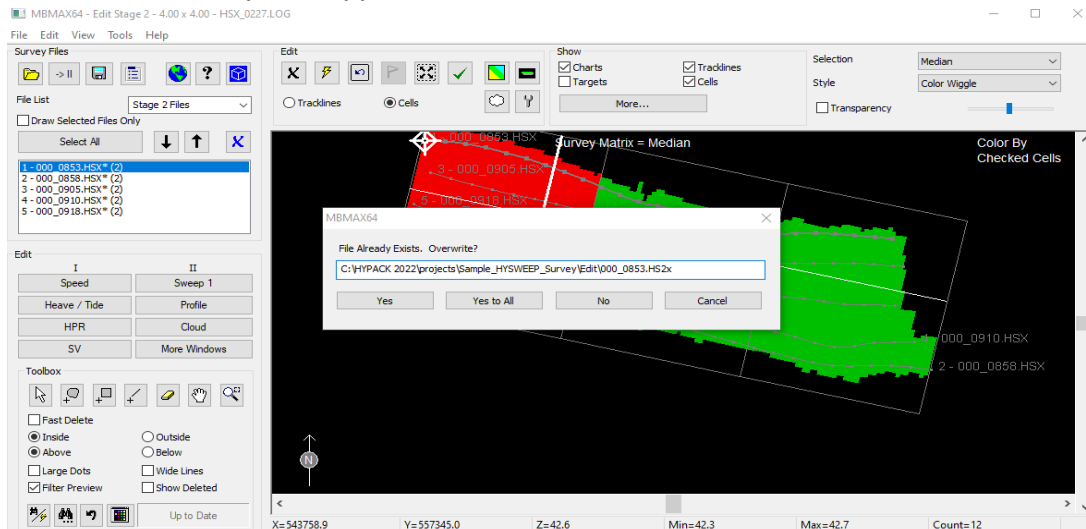 MBMAX64 - Edit Stage 2 - 4.00 x 4.00 - HSX_0227.LOG
File Edit View Tools Help
Survey Files
-> II
?
File List
Stage 2 Files
Draw Selected Files Only
Select All
X
1 - 000_0853.HSX* (2)
2 - 000_0858.HSX* (2)
3 - 000_0905.HSX* (2)
4 - 000_0910.HSX* (2)
5 - 000_0918.HSX* (2)
Edit
I II
Speed Sweep 1
Heave / Tide Profile
HPR Cloud
SV More Windows
Toolbox
Fast Delete
Inside Outside
Above Below
Large Dots Wide Lines
Filter Preview Show Deleted
Up to Date
Edit
X
Tracklines Cells
Show
Charts Tracklines
Targets Cells
More...
Selection Median
Style Color Wiggle
Transparency
000_0853.HSX
Survey Matrix = Median
Color By
Checked Cells
3 - 000_0905.HSX
5 - 000_0918.HSX
MBMAX64
File Already Exists. Overwrite?
C:\HYPACK 2022\projects\Sample_HYSWEEP_Survey\Edit\000_0853.HS2x
Yes Yes to All No Cancel
000_0910.HSX
2 - 000_0858.HSX
N
X=543758.9 Y=557345.0 Z=42.6 Min=42.3 Max=42.7 Count=12